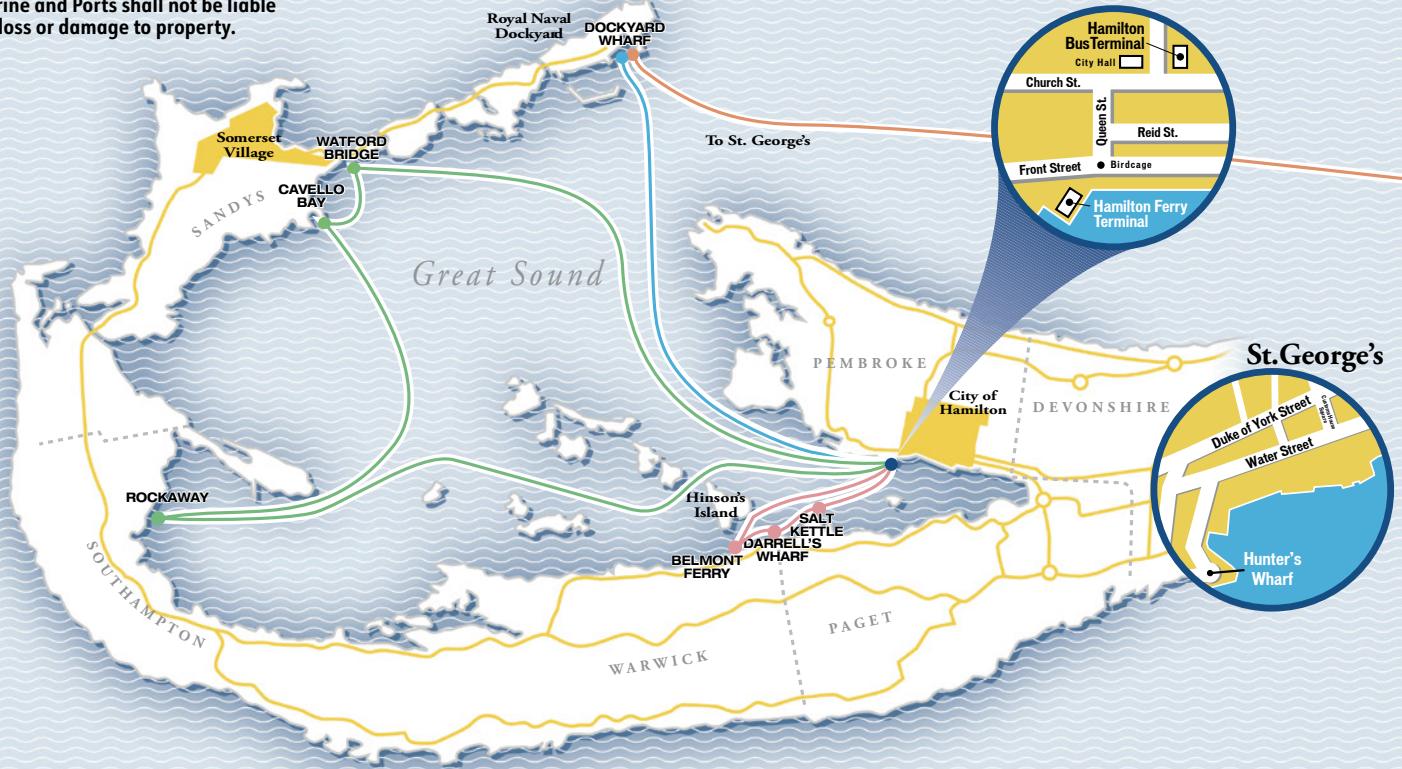 rine and Ports shall not be liable
loss or damage to property.
Royal Naval
Dockyard
DOCKYARD
WHARF
Hamilton
BusTerminal
City Hall
Church St.
Queen St.
Reid St.
Front Street
Birdcage
Hamilton Ferry
Terminal
To St. George's
Somerset
Village
WATFORD
BRIDGE
CAVELLO
BAY
SANDYS
Great Sound
PEMBROKE
City of
Hamilton
DEVONSHIRE
St.George's
Duke of York Street
Water Street
Hunter's
Wharf
ROCKAWAY
Hinson's
Island
SALT
KETTLE
DARRELL'S
WHARF
BELMONT
FERRY
SOUTHAMPTON
WARWICK
PAGET